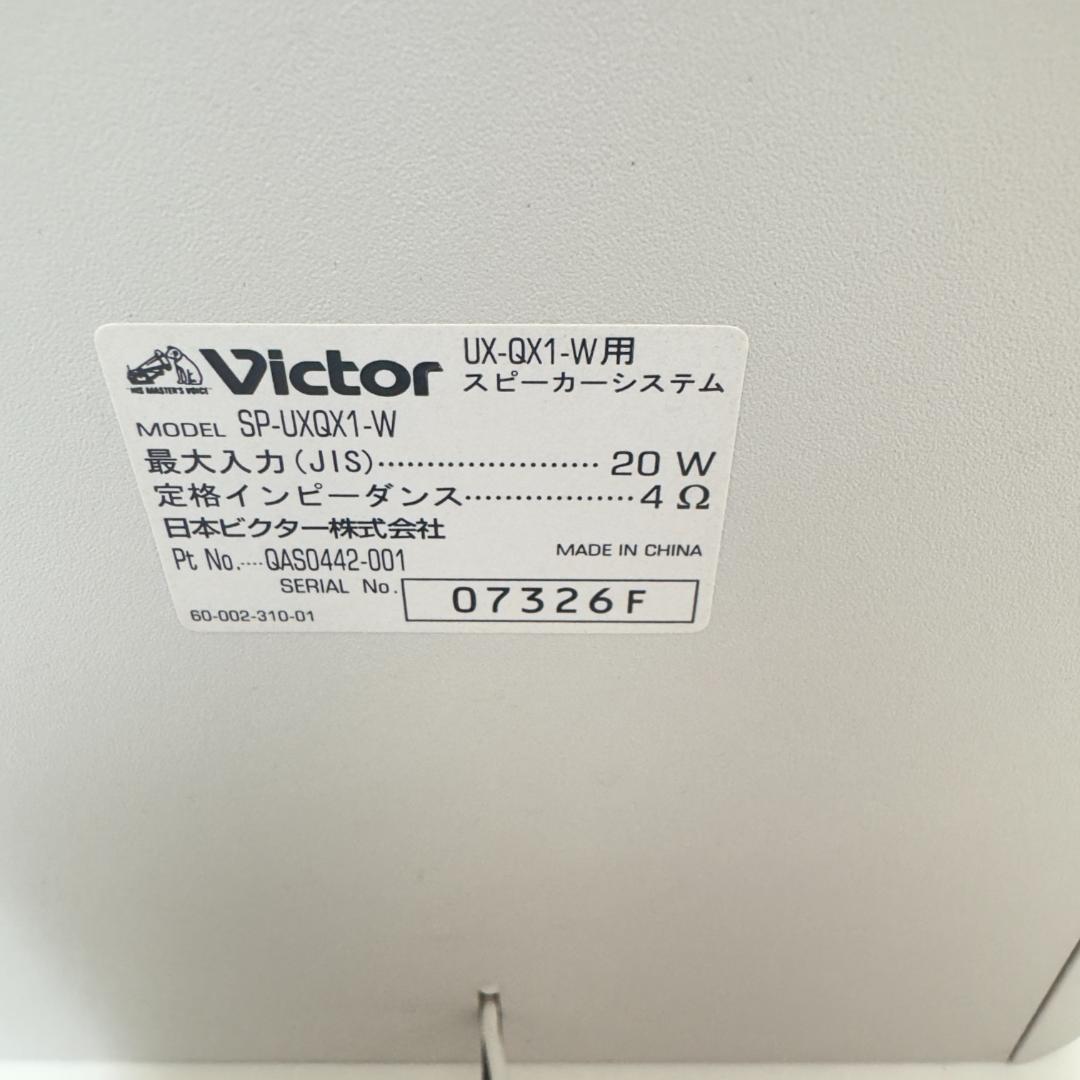 HIS MASTER'S VOICE
Victor
UX-QX1-W用
スピーカーシステム
MODEL SP-UXQX1-W
最大入力(JIS)······················ 20 W
定格インピーダンス················· 4 Ω
日本ビクター株式会社
Pt No.····QAS0442-001
MADE IN CHINA
SERIAL No. 07326F
60-002-310-01